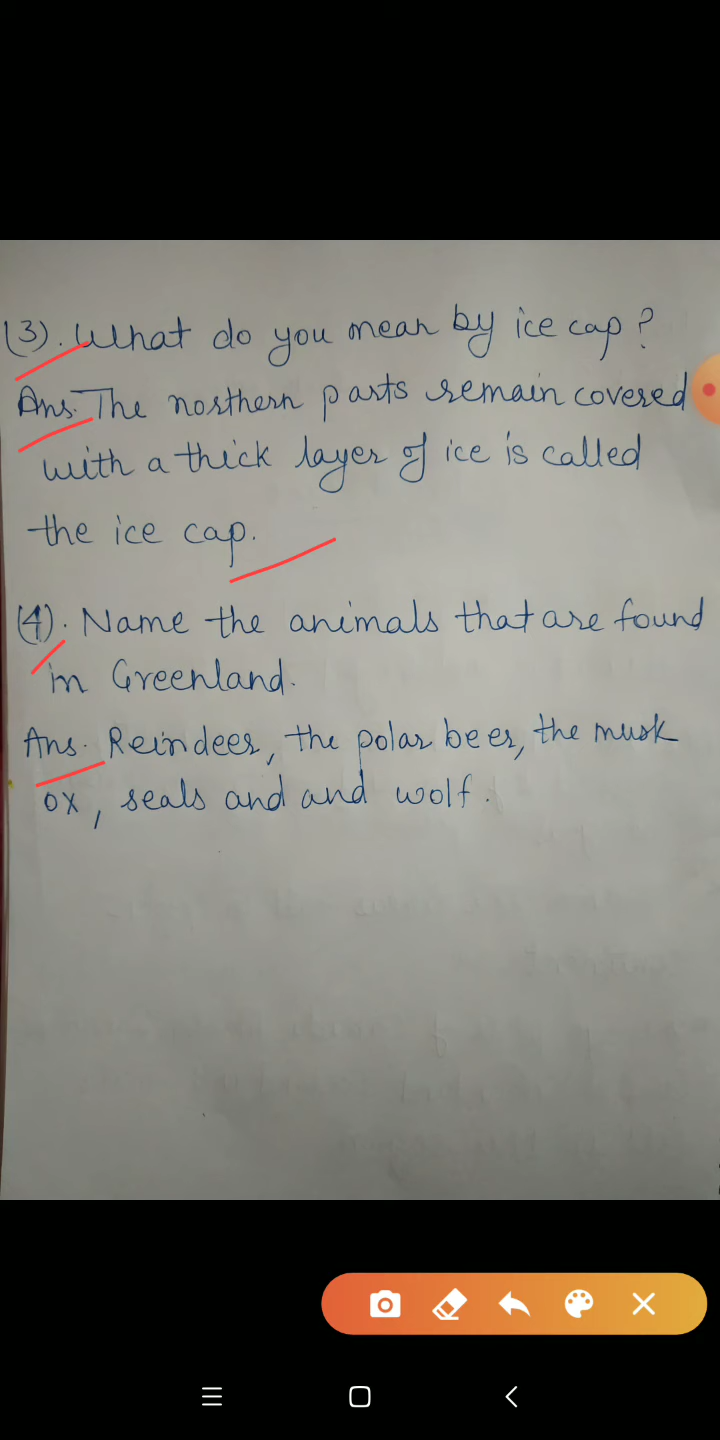 (3). What do you mean by ice cap?
Ans. The northern parts remain covered
with a thick layer of ice is called
the ice cap.
(4). Name the animals that are found
in Greenland.
Ans. Reindeer, the polar beer, the musk
ox, seals and and wolf.